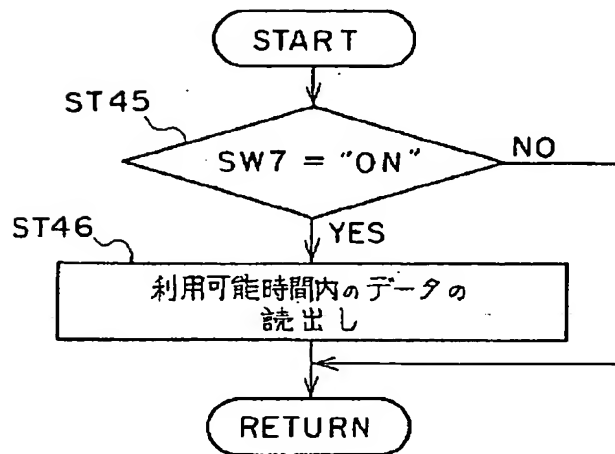 START
ST45
SW7 = "ON"
NO
YES
ST46
利用可能時間内のデータの
読出し
RETURN